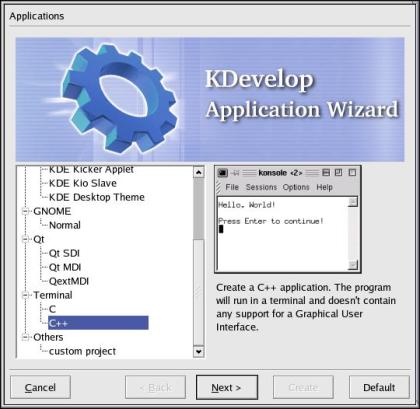 Applications
KDevelop
Application Wizard
KDE Kicker Applet
KDE Kio Slave
KDE Desktop Theme
GNOME
Normal
Qt
Qt SDI
Qt MDI
QextMDI
Terminal
C
C++
Others
custom project
konsole <2>
File Sessions Options Help
Hello, World!
Press Enter to continue!
Create a C++ application. The program
will run in a terminal and doesn't contain
any support for a Graphical User
Interface.
Cancel
< Back
Next >
Create
Default